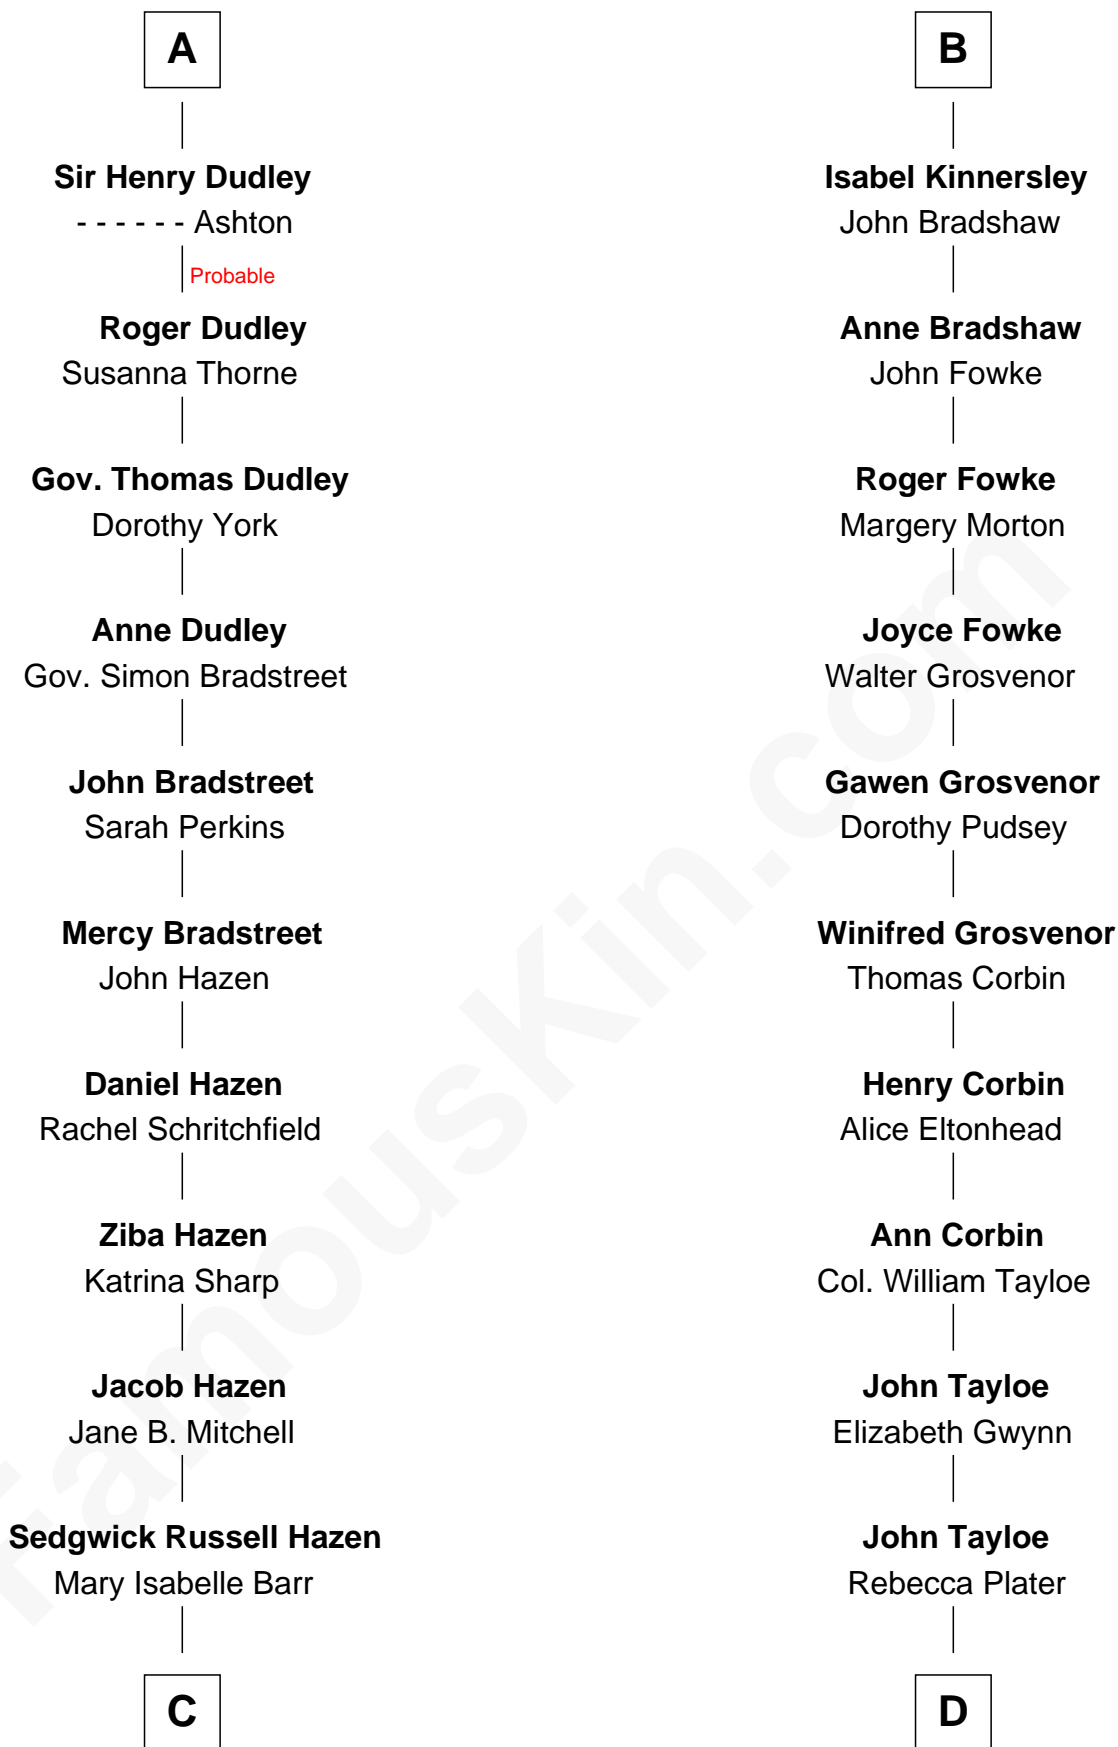 A
Sir Henry Dudley
- - - - - - Ashton
Probable
Roger Dudley
Susanna Thorne
Gov. Thomas Dudley
Dorothy York
Anne Dudley
Gov. Simon Bradstreet
John Bradstreet
Sarah Perkins
Mercy Bradstreet
John Hazen
Daniel Hazen
Rachel Schritchfield
Ziba Hazen
Katrina Sharp
Jacob Hazen
Jane B. Mitchell
Sedgwick Russell Hazen
Mary Isabelle Barr
C
B
Isabel Kinnersley
John Bradshaw
Anne Bradshaw
John Fowke
Roger Fowke
Margery Morton
Joyce Fowke
Walter Grosvenor
Gawen Grosvenor
Dorothy Pudsey
Winifred Grosvenor
Thomas Corbin
Henry Corbin
Alice Eltonhead
Ann Corbin
Col. William Tayloe
John Tayloe
Elizabeth Gwynn
John Tayloe
Rebecca Plater
D
FamousKin.com